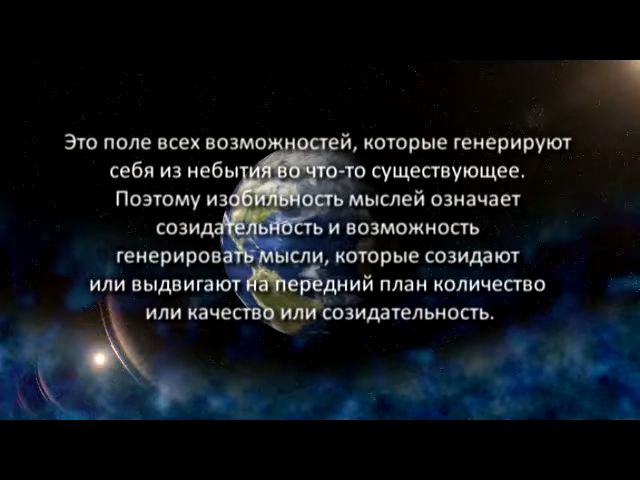 Это поле всех возможностей, которые генерируют
себя из небытия во что-то существующее.
Поэтому изобильность мыслей означает
созидательность и возможность
генерировать мысли, которые созидают
или выдвигают на передний план количество
или качество или созидательность.